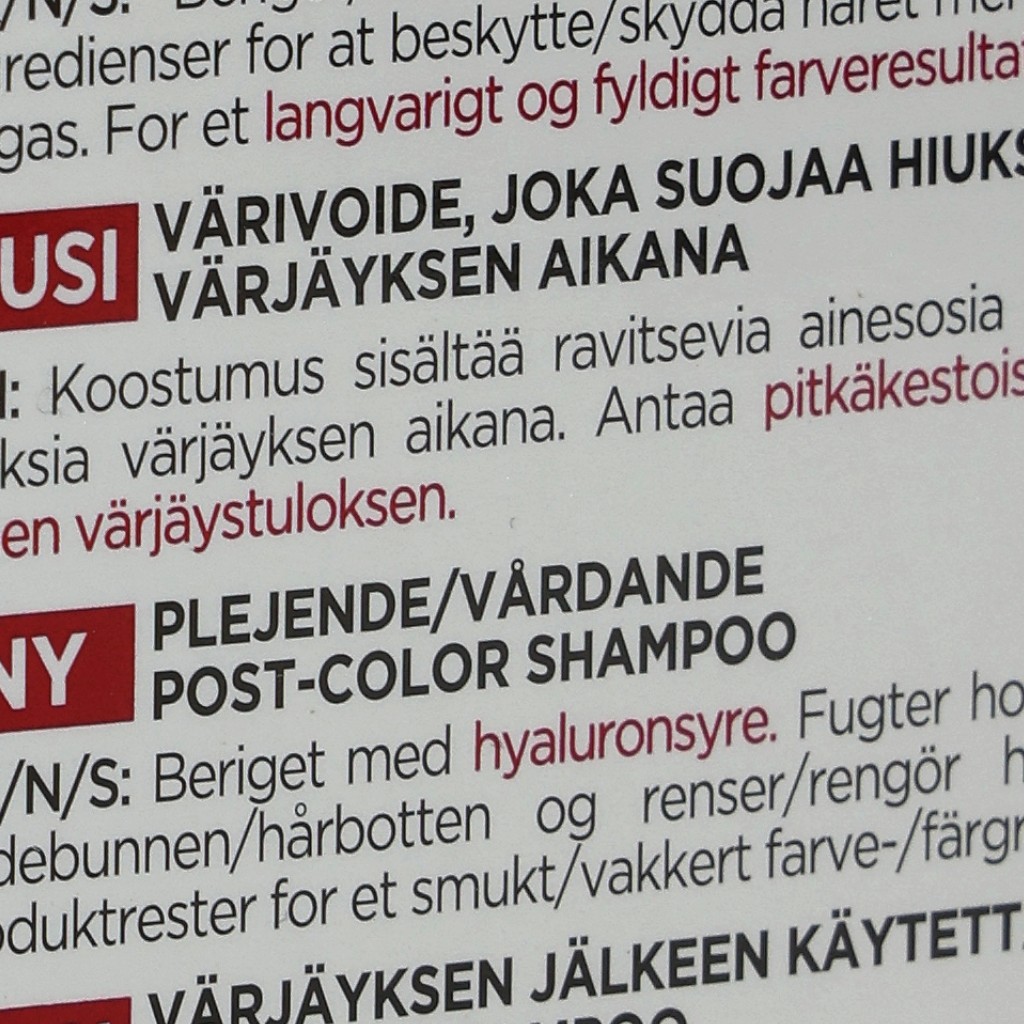 /N/S:
redienser for at beskytte/skydda håret
gas. For et langvarigt og fyldigt farveresulta
USI VÄRIVOIDE, JOKA SUOJAA HIUKS
VÄRJÄYKSEN AIKANA
I: Koostumus sisältää ravitsevia ainesosia
ksia värjäyksen aikana. Antaa pitkäkestois
en värjäystuloksen.
NY PLEJENDE/VÅRDANDE
POST-COLOR SHAMPOO
/N/S: Beriget med hyaluronsyre. Fugter ho
debunnen/hårbotten og renser/rengör h
oduktrester for et smukt/vakkert farve-/färgr
VÄRJÄYKSEN JÄLKEEN KÄYTETT